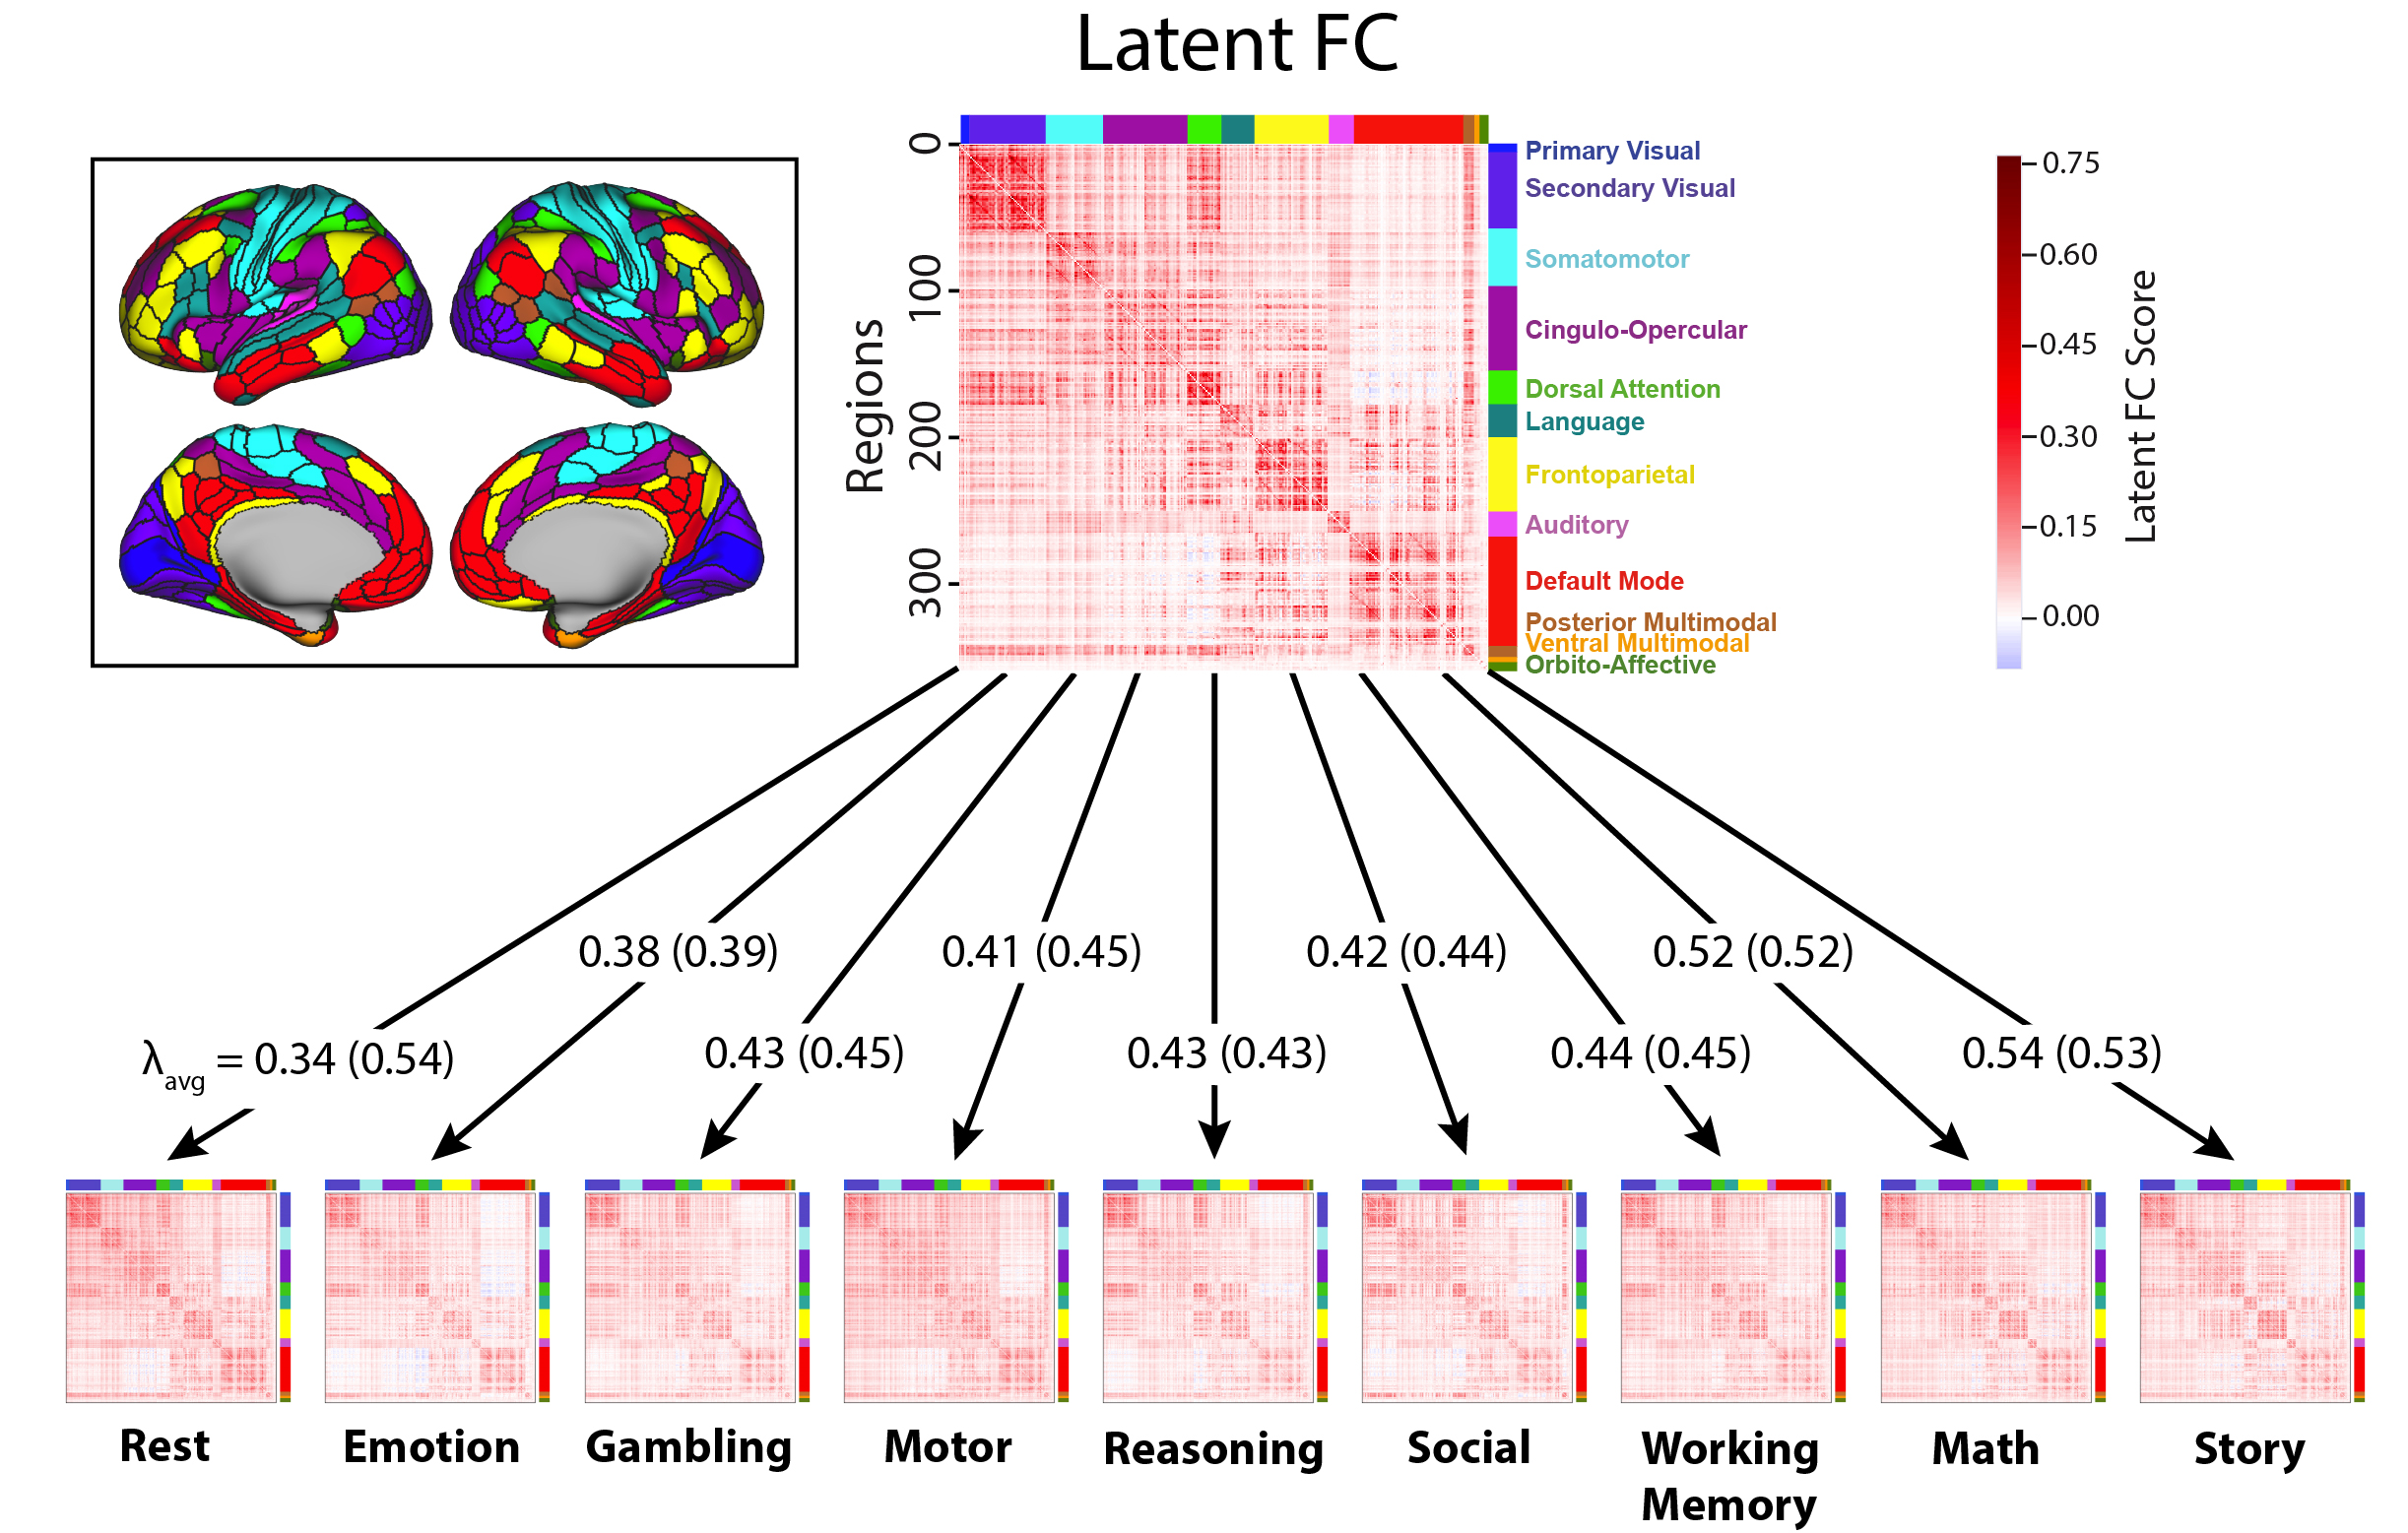 Latent FC
0
100
200
300
Regions
Primary Visual
Secondary Visual
Somatomotor
Cingulo-Opercular
Dorsal Attention
Language
Frontoparietal
Auditory
Default Mode
Posterior Multimodal
Ventral Multimodal
Orbito-Affective
0.75
0.60
0.45
0.30
0.15
0.00
Latent FC Score
0.38 (0.39)
0.41 (0.45)
0.42 (0.44)
0.52 (0.52)
λavg = 0.34 (0.54)
0.43 (0.45)
0.43 (0.43)
0.44 (0.45)
0.54 (0.53)
Rest
Emotion
Gambling
Motor
Reasoning
Social
Working
Memory
Math
Story